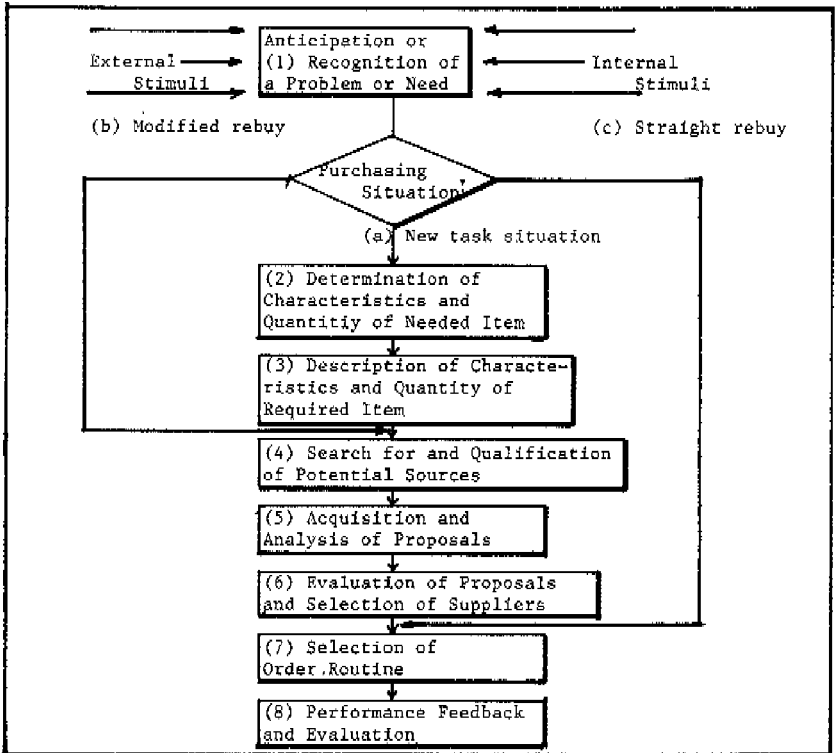 Anticipation or
External (1) Recognition of Internal
Stimuli a Problem or Need Stimuli
(b) Modified rebuy (c) Straight rebuy
Purchasing
Situation
(a) New task situation
(2) Determination of
Characteristics and
Quantitiy of Needed Item
(3) Description of Characte-
ristics and Quantity of
Required Item
(4) Search for and Qualification
of Potential Sources
(5) Acquisition and
Analysis of Proposals
(6) Evaluation of Proposals
and Selection of Suppliers
(7) Selection of
Order Routine
(8) Performance Feedback
and Evaluation